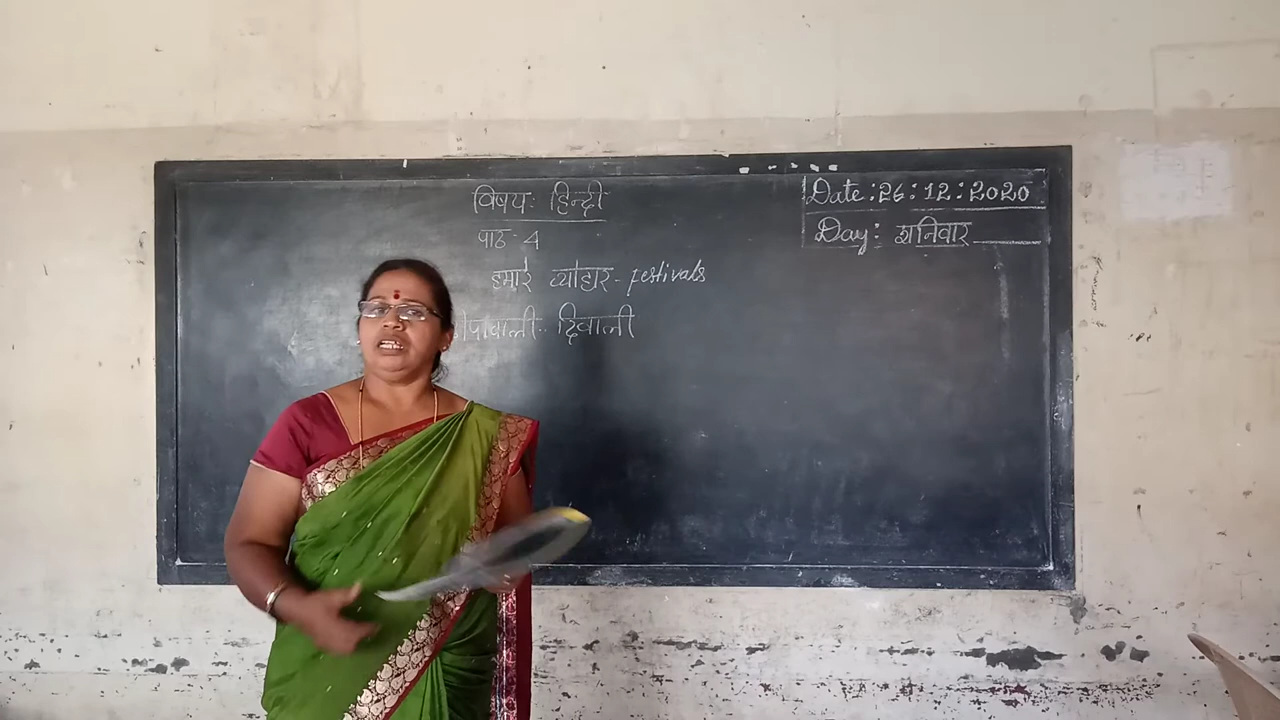 विषय: हिन्दी
पाठ - 4
हमारे व्योहार - festivals
दिवाली
Date: 26:12:2020
Day: शनिवार